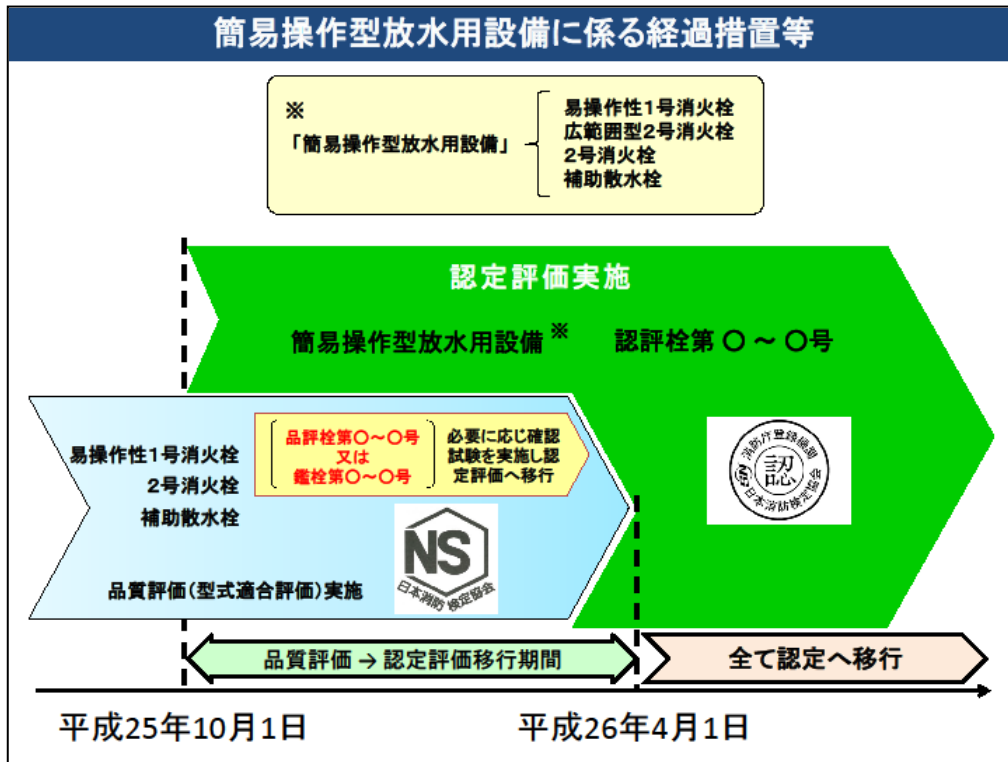 簡易操作型放水用設備に係る経過措置等
※
「簡易操作型放水用設備」
易操作性1号消火栓
広範囲型2号消火栓
2号消火栓
補助散水栓
認定評価実施
簡易操作型放水用設備※ 認評栓第〇～〇号
易操作性1号消火栓
2号消火栓
補助散水栓
品評栓第〇～〇号
又は
鑑栓第〇～〇号
必要に応じ確認
試験を実施し認
定評価へ移行
品質評価(型式適合評価)実施
NS
日本消防検定協会
消防庁登録機関
認
日本消防検定協会
品質評価→認定評価移行期間
全て認定へ移行
平成25年10月1日
平成26年4月1日